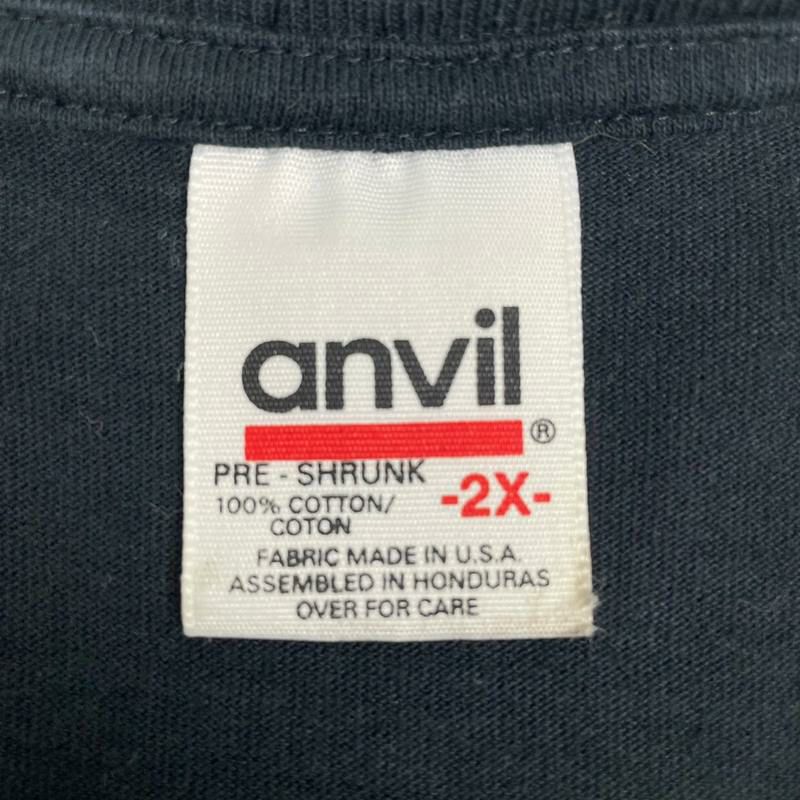 anvil
®
PRE - SHRUNK
-2X-
100% COTTON/
COTON
FABRIC MADE IN U.S.A.
ASSEMBLED IN HONDURAS
OVER FOR CARE